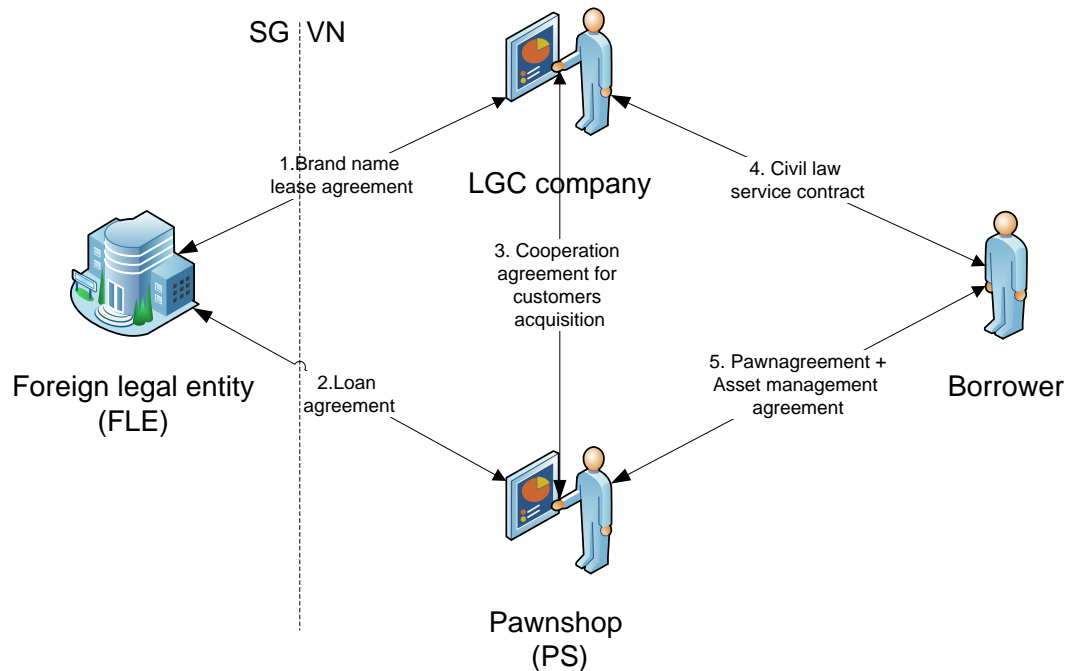 SG VN
1.Brand name
lease agreement
LGC company
4. Civil law
service contract
3. Cooperation
agreement for
customers
acquisition
Foreign legal entity
(FLE)
2.Loan
agreement
5. Pawnagreement +
Asset management
agreement
Borrower
Pawnshop
(PS)